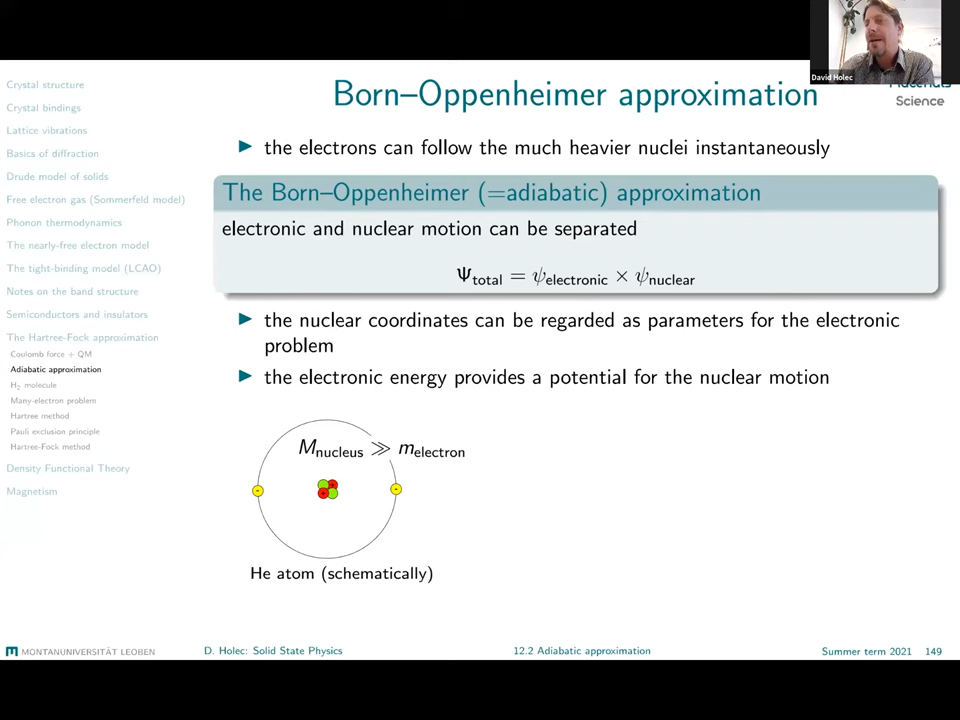 David Holec
Materials
Science
Crystal structure
Crystal bindings
Lattice vibrations
Basics of diffraction
Drude model of solids
Free electron gas (Sommerfeld model)
Phonon thermodynamics
The nearly-free electron model
The tight-binding model (LCAO)
Notes on the band structure
Semiconductors and insulators
The Hartree-Fock approximation
Coulomb force + QM
Adiabatic approximation
H₂ molecule
Many-electron problem
Hartree method
Pauli exclusion principle
Hartree-Fock method
Density Functional Theory
Magnetism
Born–Oppenheimer approximation
▶ the electrons can follow the much heavier nuclei instantaneously
The Born–Oppenheimer (=adiabatic) approximation
electronic and nuclear motion can be separated
Ψtotal = ψelectronic × ψnuclear
▶ the nuclear coordinates can be regarded as parameters for the electronic
problem
▶ the electronic energy provides a potential for the nuclear motion
Mnucleus ≫ melectron
- + + -
He atom (schematically)
MONTANUNIVERSITÄT LEOBEN
D. Holec: Solid State Physics
12.2 Adiabatic approximation
Summer term 2021 149